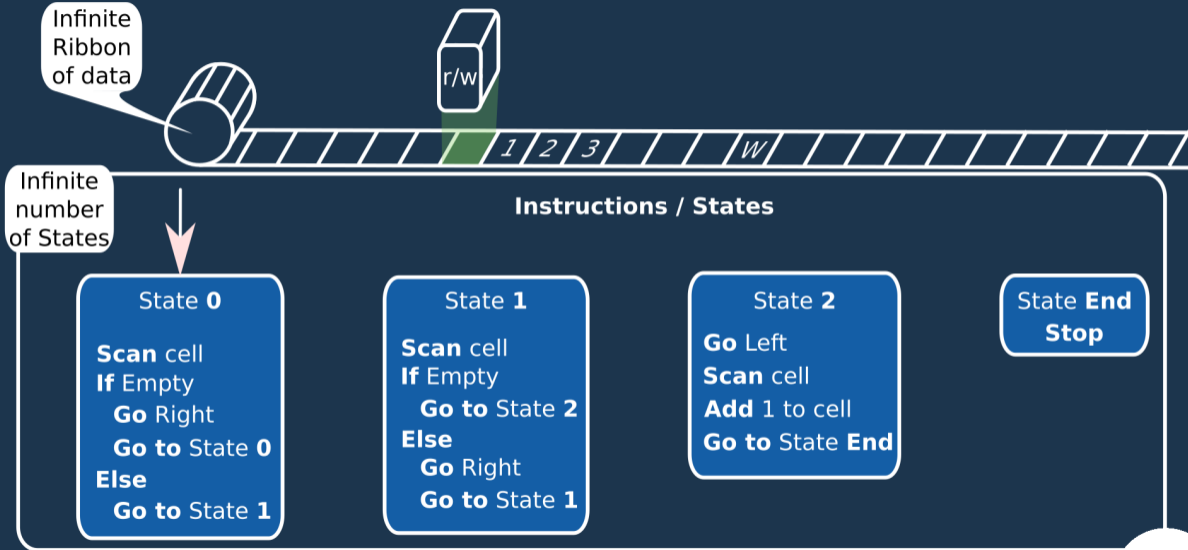 Infinite
Ribbon
of data
r/w
1 2 3 W
Infinite
number
of States
Instructions / States
State 0
Scan cell
If Empty
Go Right
Go to State 0
Else
Go to State 1
State 1
Scan cell
If Empty
Go to State 2
Else
Go Right
Go to State 1
State 2
Go Left
Scan cell
Add 1 to cell
Go to State End
State End
Stop